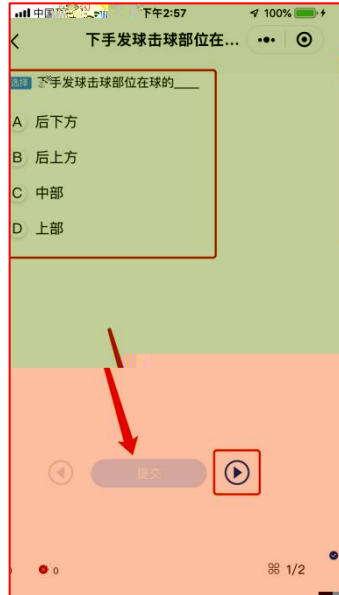 中国
下午2:57
100%
下手发球击球部位在...
选择 下手发球击球部位在球的____
A 后下方
B 后上方
C 中部
D 上部
提交
0
1/2